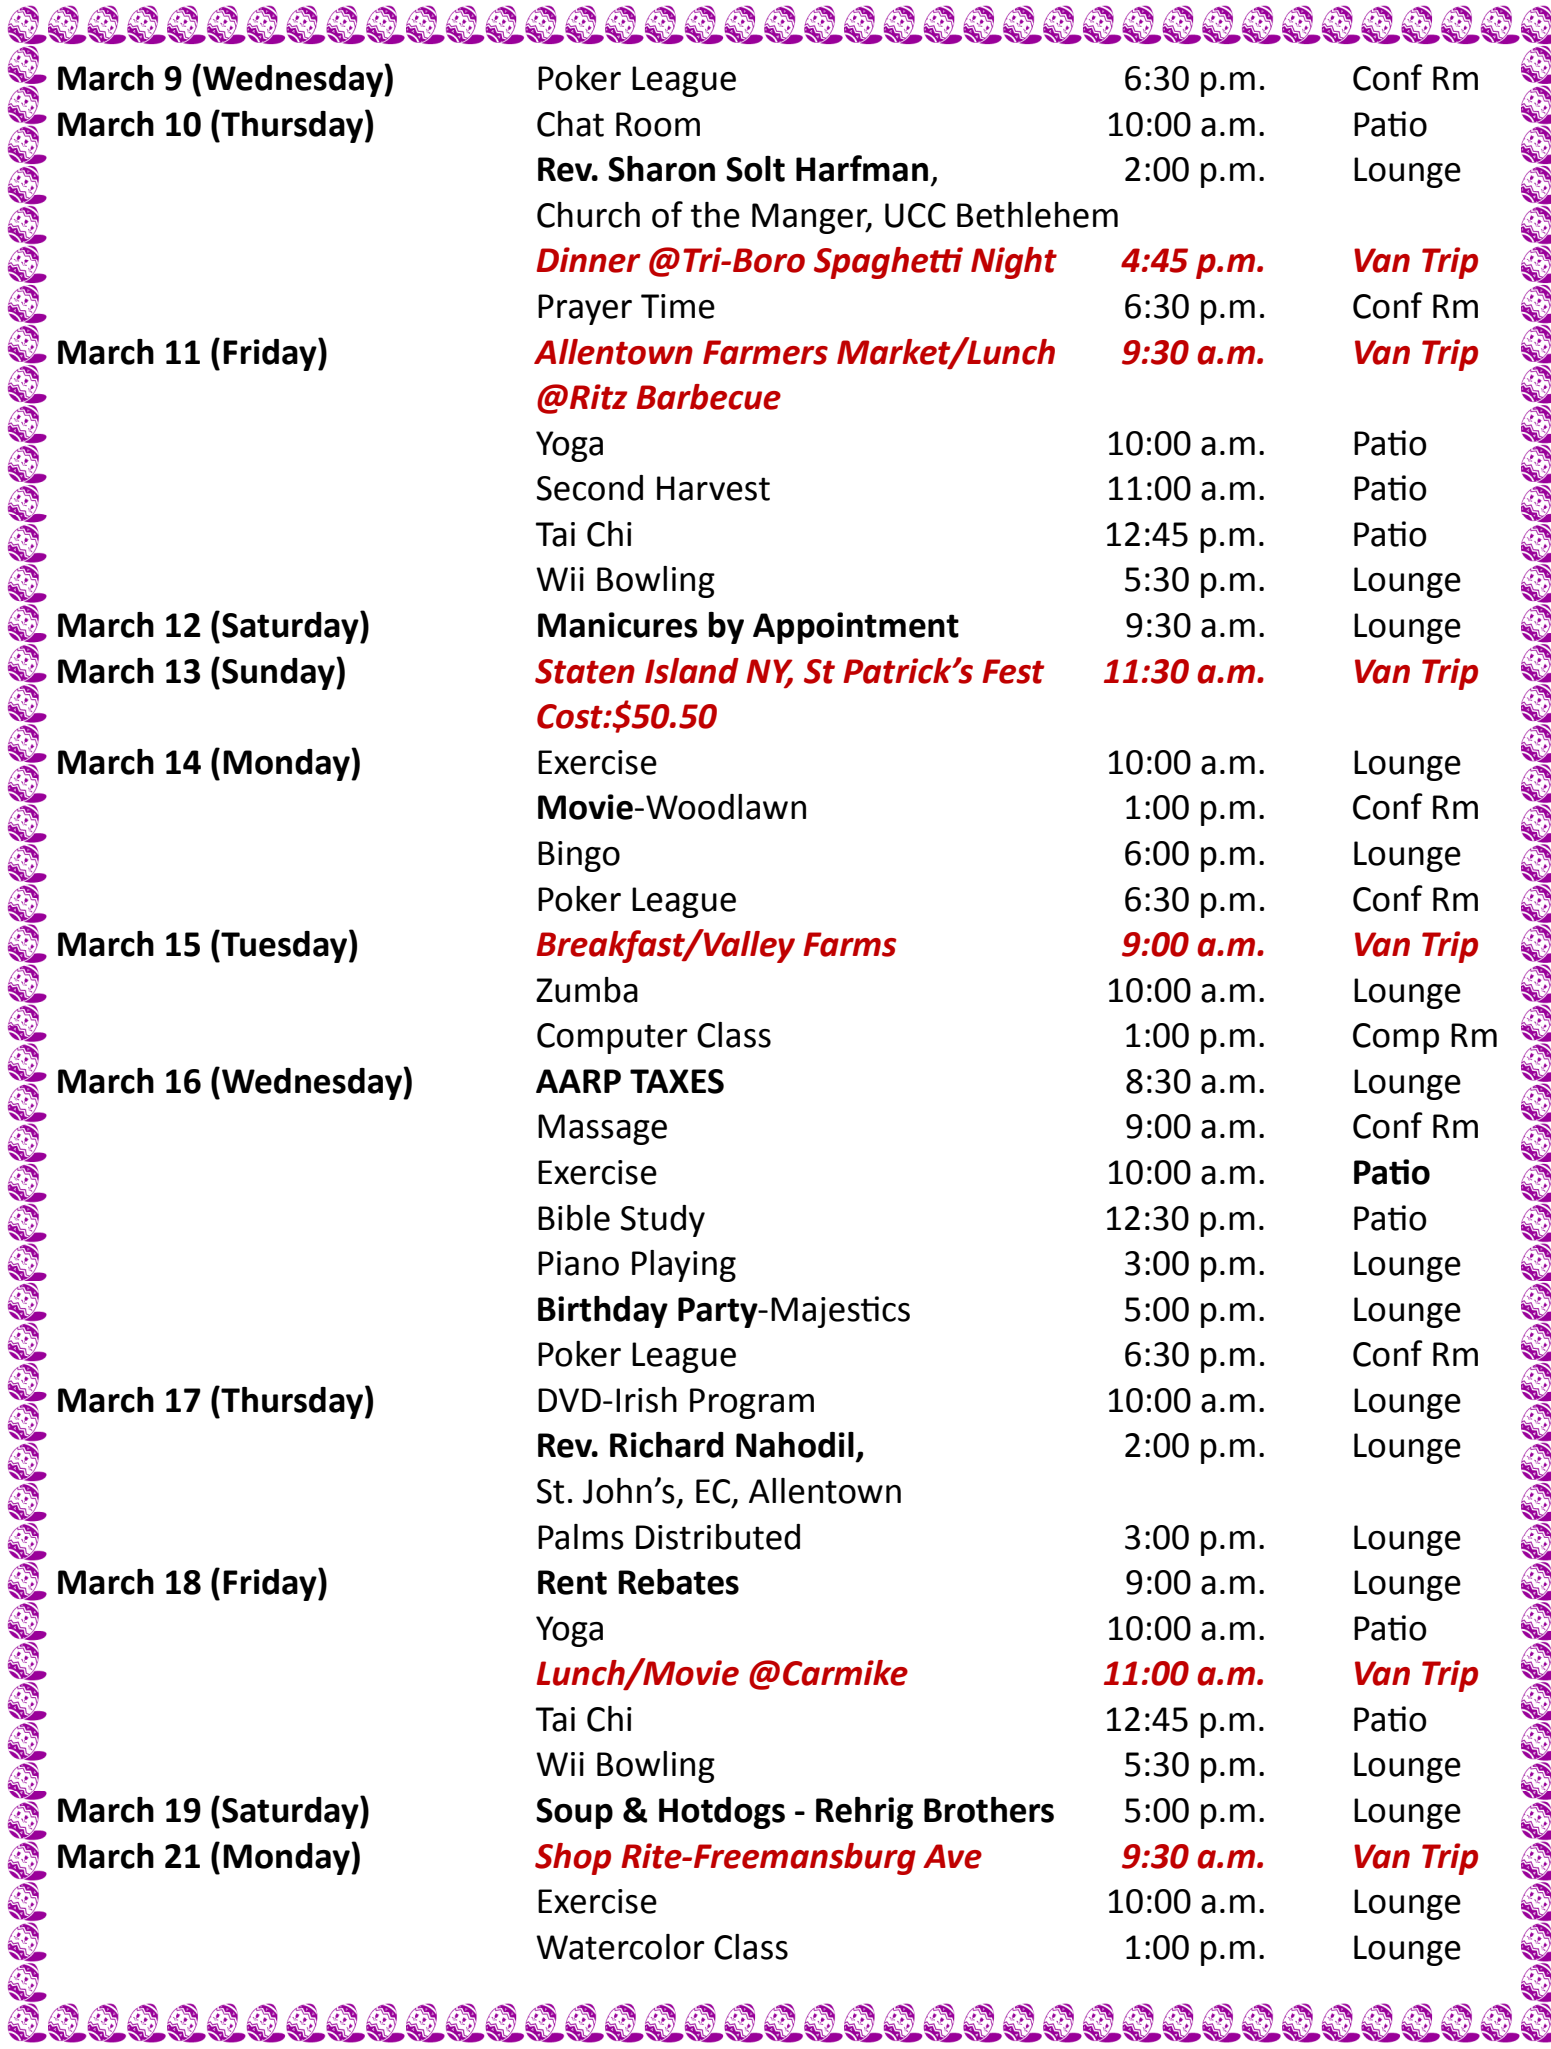 March 9 (Wednesday) Poker League 6:30 p.m. Conf Rm
March 10 (Thursday) Chat Room 10:00 a.m. Patio
Rev. Sharon Solt Harfman, 2:00 p.m. Lounge
Church of the Manger, UCC Bethlehem
Dinner @Tri-Boro Spaghetti Night 4:45 p.m. Van Trip
Prayer Time 6:30 p.m. Conf Rm
March 11 (Friday) Allentown Farmers Market/Lunch 9:30 a.m. Van Trip
@Ritz Barbecue
Yoga 10:00 a.m. Patio
Second Harvest 11:00 a.m. Patio
Tai Chi 12:45 p.m. Patio
Wii Bowling 5:30 p.m. Lounge
March 12 (Saturday) Manicures by Appointment 9:30 a.m. Lounge
March 13 (Sunday) Staten Island NY, St Patrick’s Fest 11:30 a.m. Van Trip
Cost:$50.50
March 14 (Monday) Exercise 10:00 a.m. Lounge
Movie-Woodlawn 1:00 p.m. Conf Rm
Bingo 6:00 p.m. Lounge
Poker League 6:30 p.m. Conf Rm
March 15 (Tuesday) Breakfast/Valley Farms 9:00 a.m. Van Trip
Zumba 10:00 a.m. Lounge
Computer Class 1:00 p.m. Comp Rm
March 16 (Wednesday) AARP TAXES 8:30 a.m. Lounge
Massage 9:00 a.m. Conf Rm
Exercise 10:00 a.m. Patio
Bible Study 12:30 p.m. Patio
Piano Playing 3:00 p.m. Lounge
Birthday Party-Majestics 5:00 p.m. Lounge
Poker League 6:30 p.m. Conf Rm
March 17 (Thursday) DVD-Irish Program 10:00 a.m. Lounge
Rev. Richard Nahodil, 2:00 p.m. Lounge
St. John’s, EC, Allentown
Palms Distributed 3:00 p.m. Lounge
March 18 (Friday) Rent Rebates 9:00 a.m. Lounge
Yoga 10:00 a.m. Patio
Lunch/Movie @Carmike 11:00 a.m. Van Trip
Tai Chi 12:45 p.m. Patio
Wii Bowling 5:30 p.m. Lounge
March 19 (Saturday) Soup & Hotdogs - Rehrig Brothers 5:00 p.m. Lounge
March 21 (Monday) Shop Rite-Freemansburg Ave 9:30 a.m. Van Trip
Exercise 10:00 a.m. Lounge
Watercolor Class 1:00 p.m. Lounge